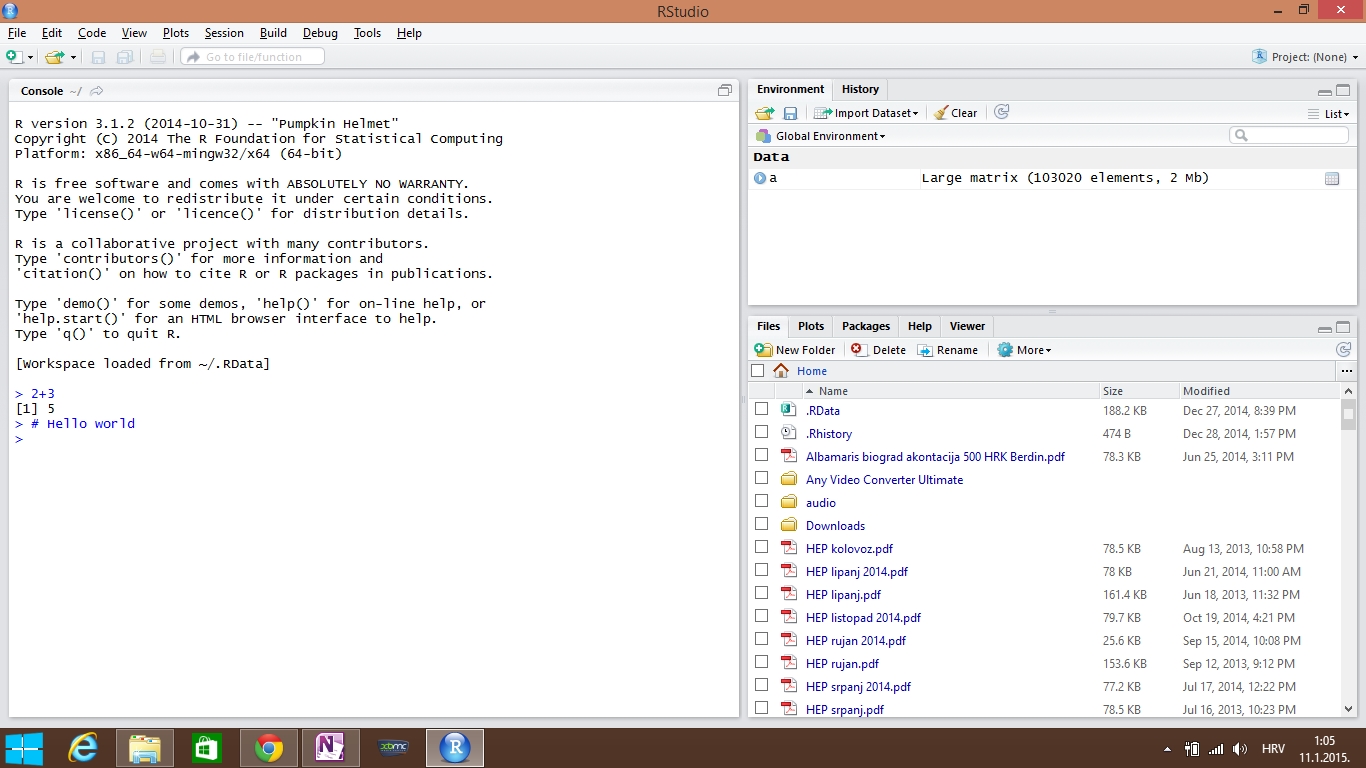 RStudio
File Edit Code View Plots Session Build Debug Tools Help
Go to file/function Project: (None)
Console ~/
R version 3.1.2 (2014-10-31) -- "Pumpkin Helmet"
Copyright (C) 2014 The R Foundation for Statistical Computing
Platform: x86_64-w64-mingw32/x64 (64-bit)
R is free software and comes with ABSOLUTELY NO WARRANTY.
You are welcome to redistribute it under certain conditions.
Type 'license()' or 'licence()' for distribution details.
R is a collaborative project with many contributors.
Type 'contributors()' for more information and
'citation()' on how to cite R or R packages in publications.
Type 'demo()' for some demos, 'help()' for on-line help, or
'help.start()' for an HTML browser interface to help.
Type 'q()' to quit R.
[Workspace loaded from ~/.RData]
> 2+3
[1] 5
> # Hello world
>
Environment History
Import Dataset Clear List
Global Environment
Data
a Large matrix (103020 elements, 2 Mb)
Files Plots Packages Help Viewer
New Folder Delete Rename More
Home ...
Name Size Modified
.RData 188.2 KB Dec 27, 2014, 8:39 PM
.Rhistory 474 B Dec 28, 2014, 1:57 PM
Albamaris biograd akontacija 500 HRK Berdin.pdf 78.3 KB Jun 25, 2014, 3:11 PM
Any Video Converter Ultimate
audio
Downloads
HEP kolovoz.pdf 78.5 KB Aug 13, 2013, 10:58 PM
HEP lipanj 2014.pdf 78 KB Jun 21, 2014, 11:00 AM
HEP lipanj.pdf 161.4 KB Jun 18, 2013, 11:32 PM
HEP listopad 2014.pdf 79.7 KB Oct 19, 2014, 4:21 PM
HEP rujan 2014.pdf 25.6 KB Sep 15, 2014, 10:08 PM
HEP rujan.pdf 153.6 KB Sep 12, 2013, 9:12 PM
HEP srpanj 2014.pdf 77.2 KB Jul 17, 2014, 12:22 PM
HEP srpanj.pdf 78.5 KB Jul 16, 2013, 10:23 PM
xbmc HRV 1:05
11.1.2015.